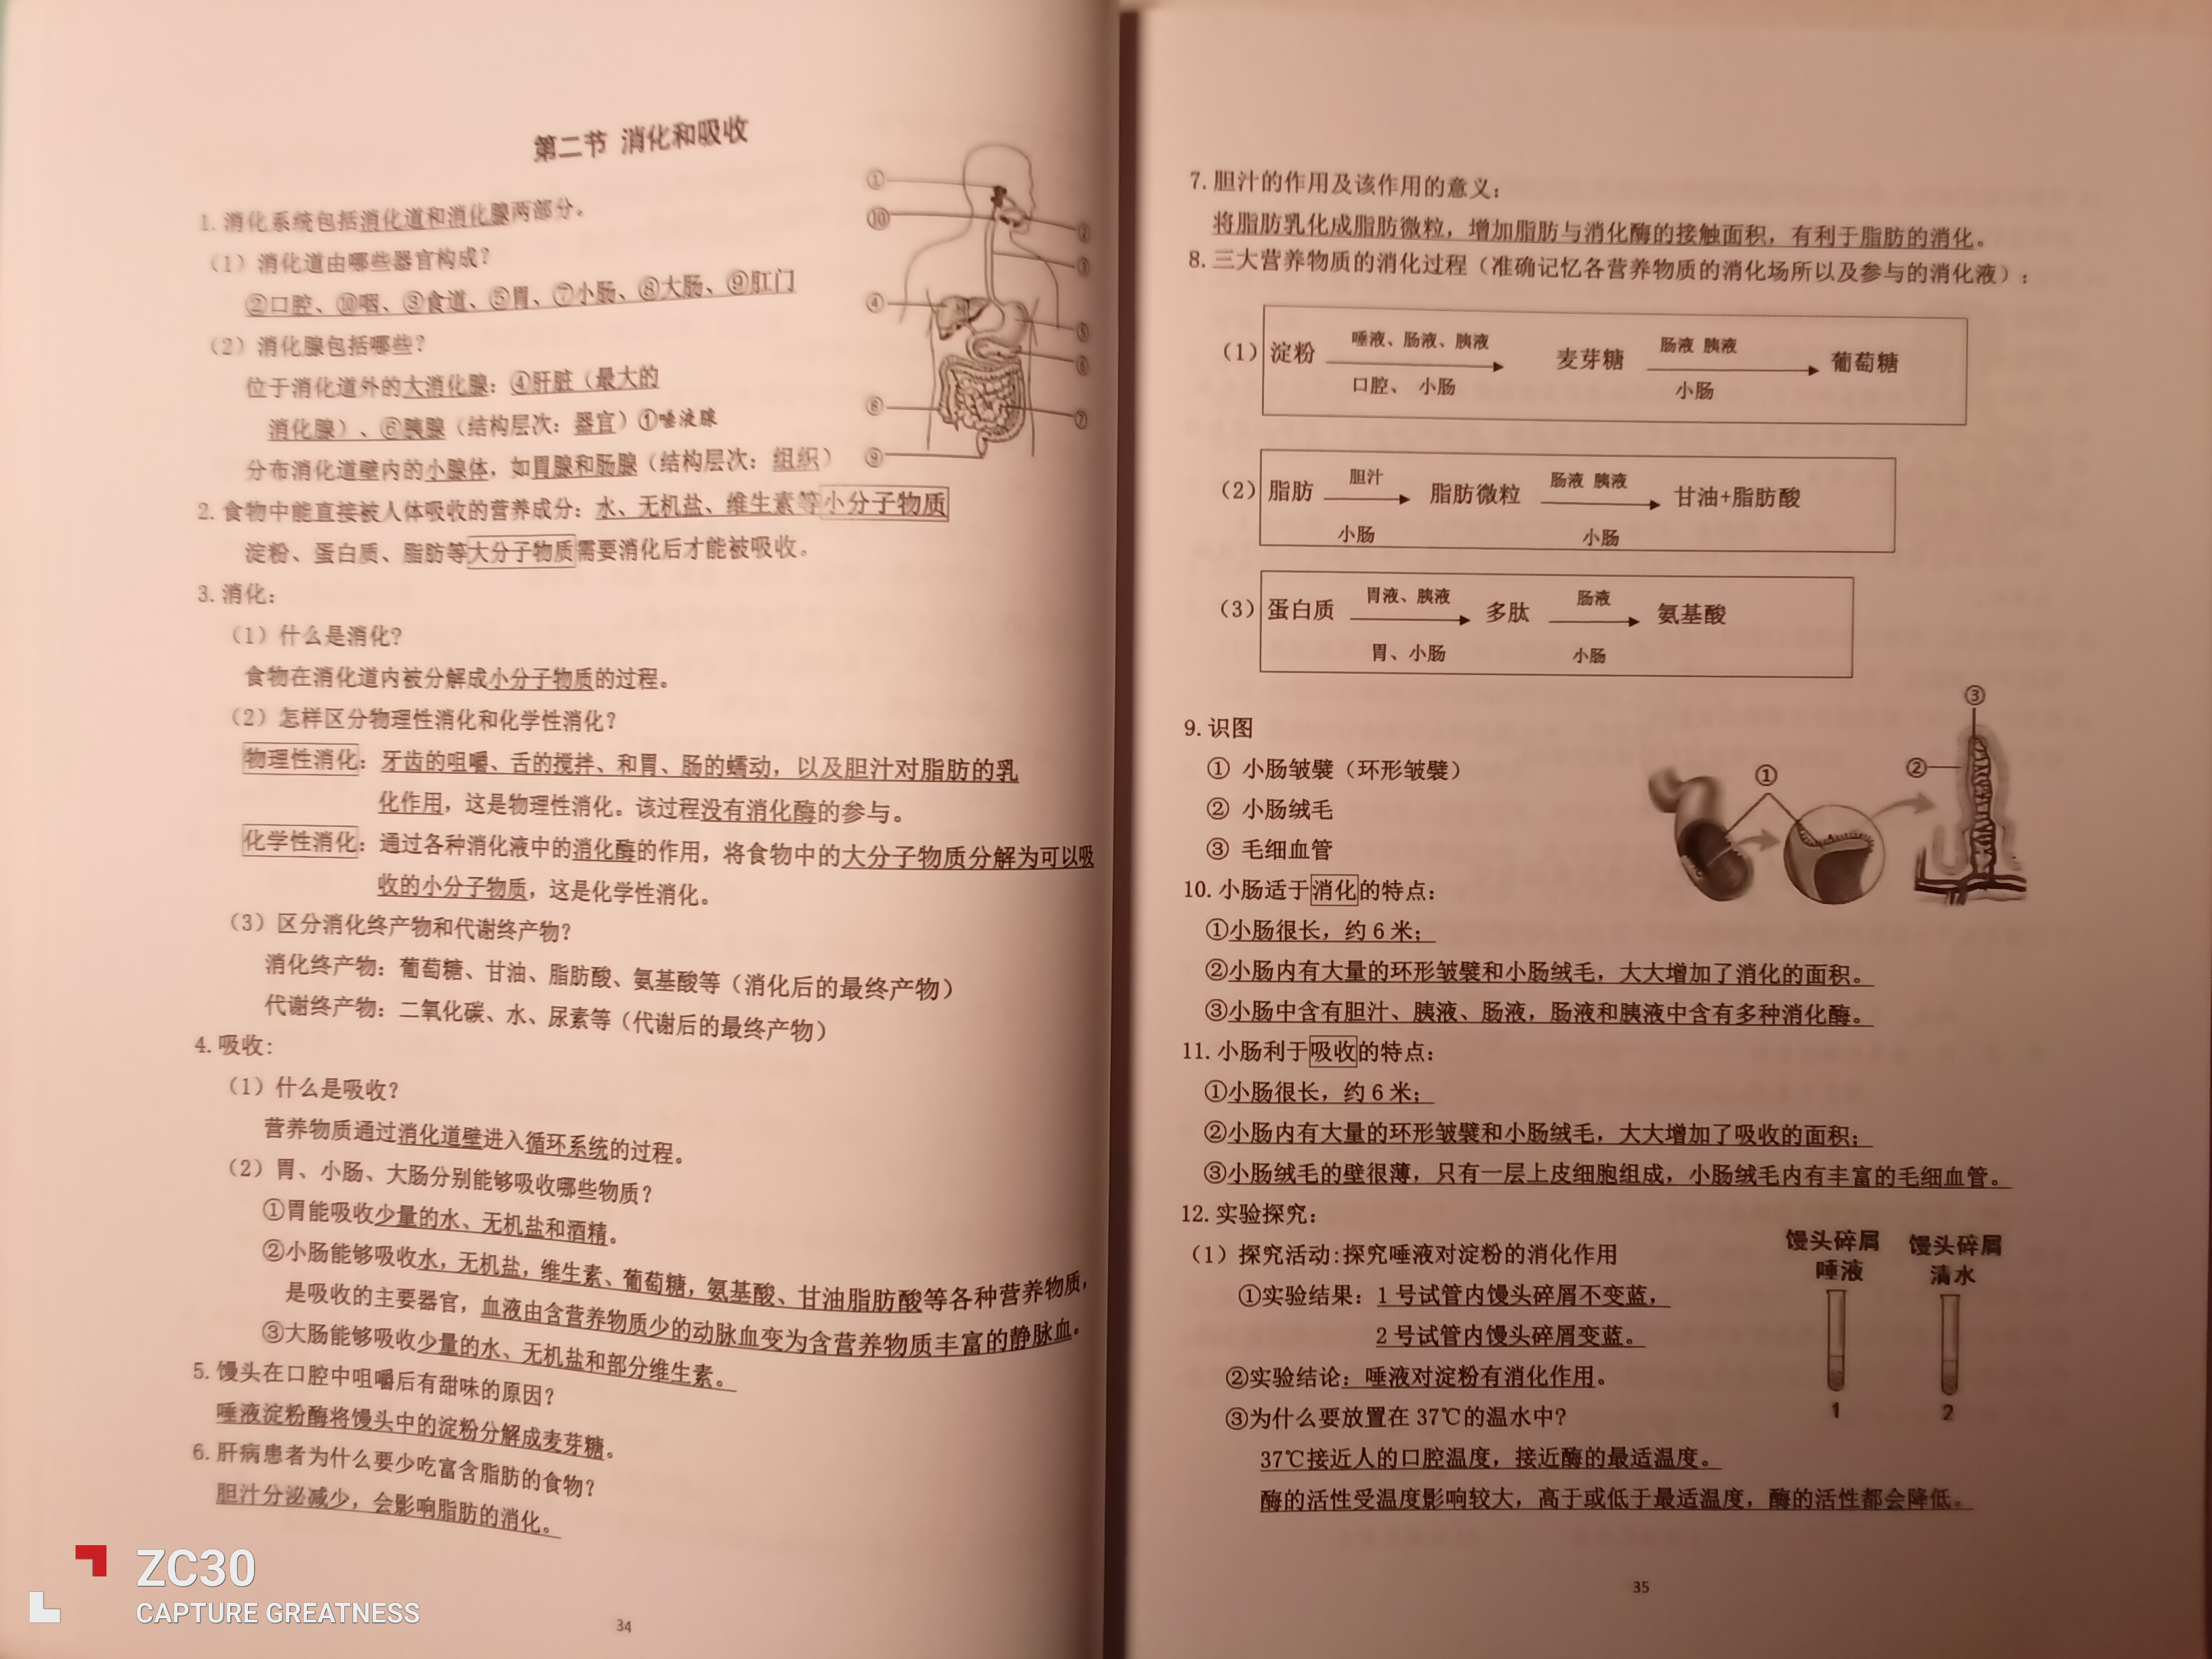 第二节 消化和吸收
1. 消化系统包括消化道和消化腺两部分。
（1）消化道由哪些器官构成？
②口腔、⑩咽、③食道、⑤胃、⑦小肠、⑧大肠、⑨肛门
（2）消化腺包括哪些？
位于消化道外的大消化腺：④肝脏（最大的
消化腺）、⑥胰腺（结构层次：器官）①唾液腺
分布消化道壁内的小腺体，如胃腺和肠腺（结构层次：组织）
①
⑩
②
③
④
⑤
⑥
⑧
⑦
⑨
2. 食物中能直接被人体吸收的营养成分：水、无机盐、维生素等小分子物质
淀粉、蛋白质、脂肪等大分子物质需要消化后才能被吸收。
3. 消化：
（1）什么是消化？
食物在消化道内被分解成小分子物质的过程。
（2）怎样区分物理性消化和化学性消化？
物理性消化：牙齿的咀嚼、舌的搅拌、和胃、肠的蠕动，以及胆汁对脂肪的乳
化作用，这是物理性消化。该过程没有消化酶的参与。
化学性消化：通过各种消化液中的消化酶的作用，将食物中的大分子物质分解为可以吸
收的小分子物质，这是化学性消化。
（3）区分消化终产物和代谢终产物？
消化终产物：葡萄糖、甘油、脂肪酸、氨基酸等（消化后的最终产物）
代谢终产物：二氧化碳、水、尿素等（代谢后的最终产物）
4. 吸收：
（1）什么是吸收？
营养物质通过消化道壁进入循环系统的过程。
（2）胃、小肠、大肠分别能够吸收哪些物质？
①胃能吸收少量的水、无机盐和酒精。
②小肠能够吸收水，无机盐，维生素、葡萄糖，氨基酸、甘油脂肪酸等各种营养物质，
是吸收的主要器官，血液由含营养物质少的动脉血变为含营养物质丰富的静脉血。
③大肠能够吸收少量的水、无机盐和部分维生素。
5. 馒头在口腔中咀嚼后有甜味的原因？
唾液淀粉酶将馒头中的淀粉分解成麦芽糖。
6. 肝病患者为什么要少吃富含脂肪的食物？
胆汁分泌减少，会影响脂肪的消化。
34
7. 胆汁的作用及该作用的意义：
将脂肪乳化成脂肪微粒，增加脂肪与消化酶的接触面积，有利于脂肪的消化。
8. 三大营养物质的消化过程（准确记忆各营养物质的消化场所以及参与的消化液）：
唾液、肠液、胰液 肠液 胰液
（1）淀粉 麦芽糖 葡萄糖
口腔、 小肠 小肠
胆汁 肠液 胰液
（2）脂肪 脂肪微粒 甘油+脂肪酸
小肠 小肠
胃液、胰液 肠液
（3）蛋白质 多肽 氨基酸
胃、小肠 小肠
9. 识图
① 小肠皱襞（环形皱襞）
② 小肠绒毛
③ 毛细血管
①
②
③
10. 小肠适于消化的特点：
①小肠很长，约 6 米；
②小肠内有大量的环形皱襞和小肠绒毛，大大增加了消化的面积。
③小肠中含有胆汁、胰液、肠液，肠液和胰液中含有多种消化酶。
11. 小肠利于吸收的特点：
①小肠很长，约 6 米；
②小肠内有大量的环形皱襞和小肠绒毛，大大增加了吸收的面积；
③小肠绒毛的壁很薄，只有一层上皮细胞组成，小肠绒毛内有丰富的毛细血管。
12. 实验探究：
（1）探究活动:探究唾液对淀粉的消化作用
①实验结果：1 号试管内馒头碎屑不变蓝，
2 号试管内馒头碎屑变蓝。
②实验结论：唾液对淀粉有消化作用。
③为什么要放置在 37℃的温水中？
37℃接近人的口腔温度，接近酶的最适温度。
酶的活性受温度影响较大，高于或低于最适温度，酶的活性都会降低。
馒头碎屑 馒头碎屑
唾液 清水
1 2
35
ZC30
CAPTURE GREATNESS